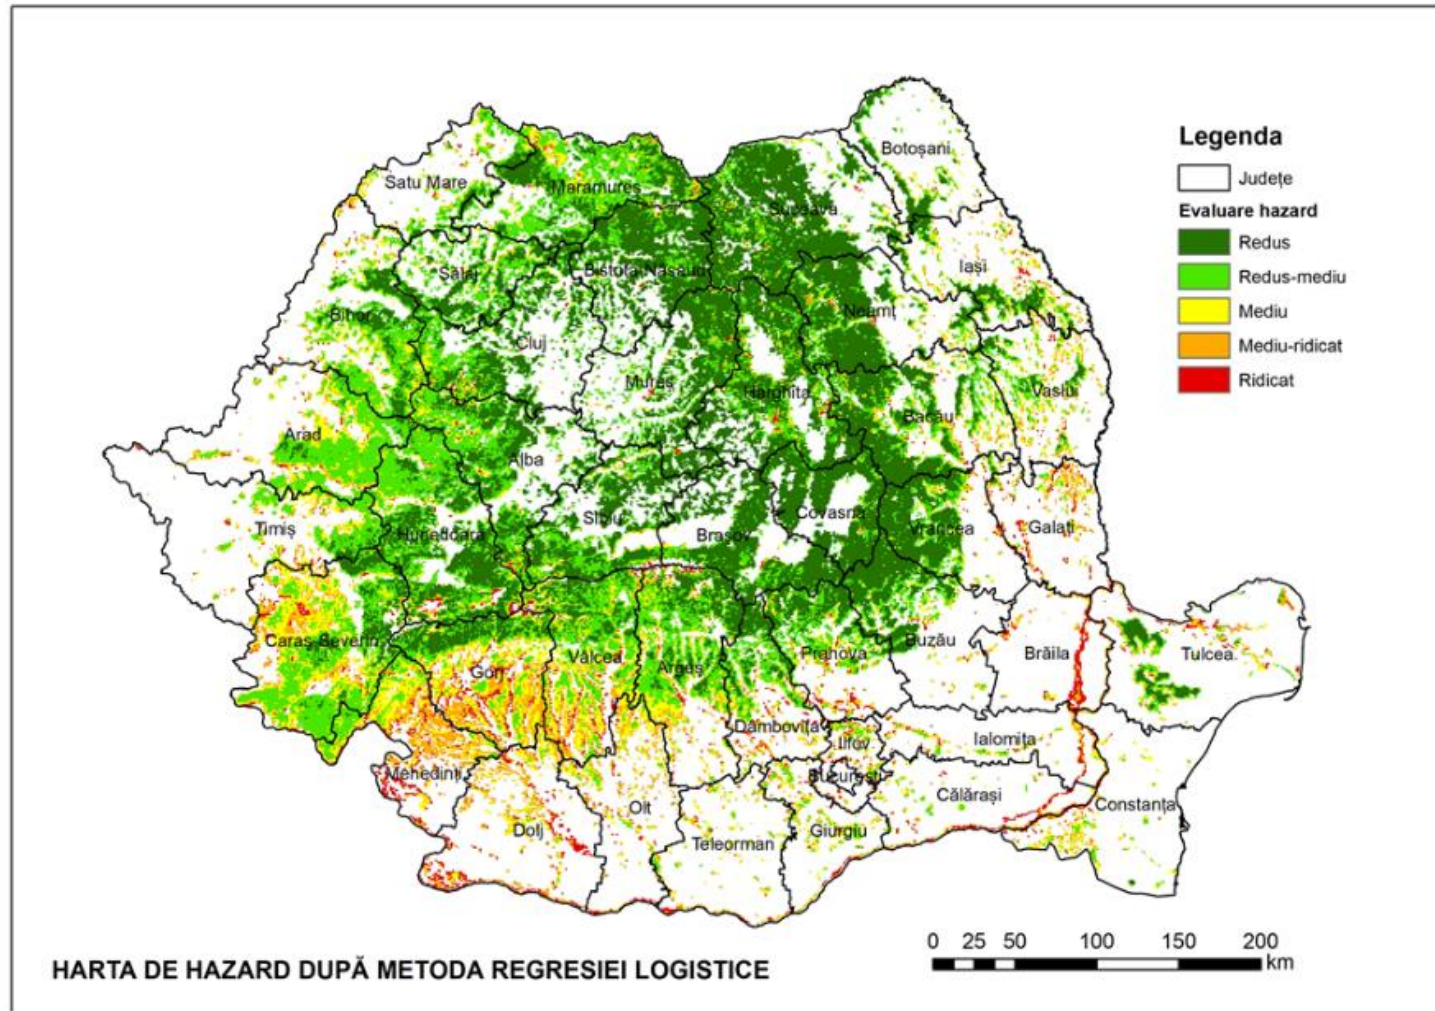 Legenda
Județe
Evaluare hazard
Redus
Redus-mediu
Mediu
Mediu-ridicat
Ridicat
Botoșani
Satu Mare
Maramureș
Suceava
Iași
Sălaj
Bistrița-Năsăud
Bihor
Neamț
Cluj
Mureș
Harghita
Vaslui
Bacău
Arad
Alba
Timiș
Hunedoara
Sibiu
Brașov
Covasna
Vrancea
Galați
Caraș-Severin
Gorj
Vâlcea
Argeș
Prahova
Buzău
Brăila
Tulcea
Dâmbovița
Ilfov
Ialomița
Mehedinți
București
Călărași
Constanța
Olt
Dolj
Teleorman
Giurgiu
0 25 50 100 150 200
km
HARTA DE HAZARD DUPĂ METODA REGRESIEI LOGISTICE